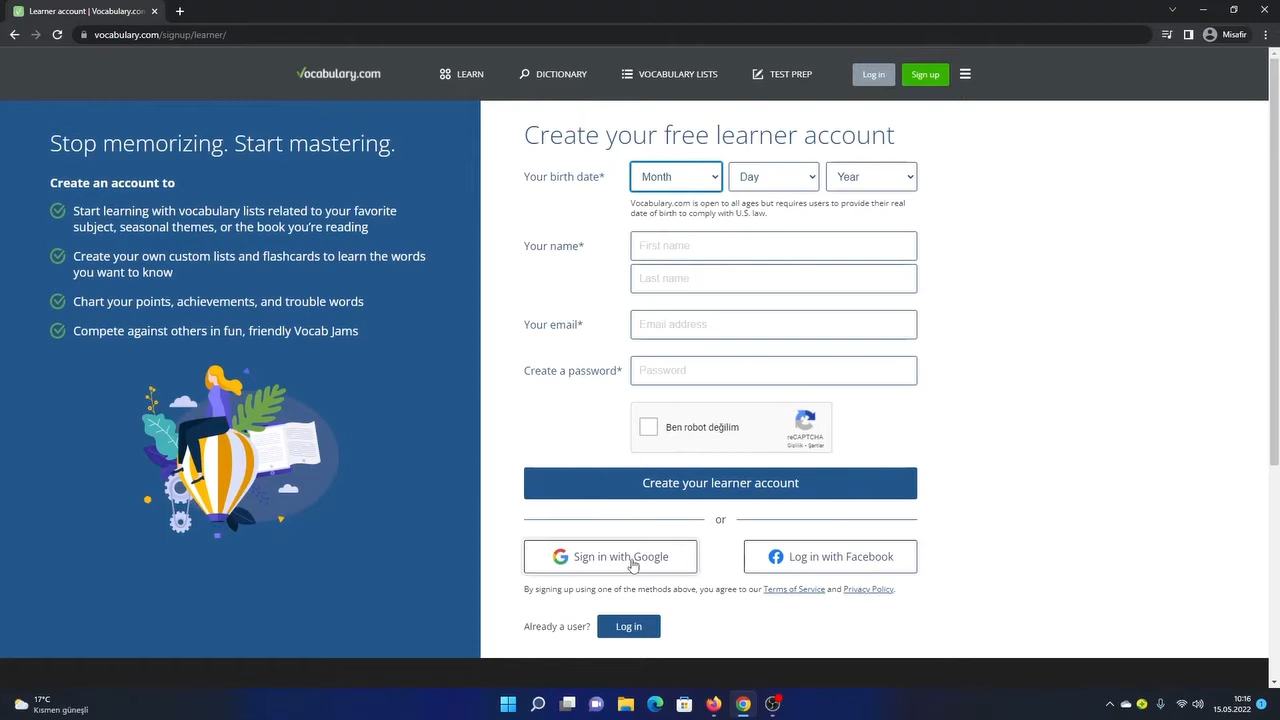 Learner account | Vocabulary.con
vocabulary.com/signup/learner/
Misafir
Vocabulary.com
LEARN
DICTIONARY
VOCABULARY LISTS
TEST PREP
Log in
Sign up
Stop memorizing. Start mastering.
Create an account to
Start learning with vocabulary lists related to your favorite
subject, seasonal themes, or the book you're reading
Create your own custom lists and flashcards to learn the words
you want to know
Chart your points, achievements, and trouble words
Compete against others in fun, friendly Vocab Jams
Create your free learner account
Your birth date*
Month
Day
Year
Vocabulary.com is open to all ages but requires users to provide their real
date of birth to comply with U.S. law.
Your name*
First name
Last name
Your email*
Email address
Create a password*
Password
Ben robot değilim
reCAPTCHA
Gizlilik - Şartlar
Create your learner account
or
Sign in with Google
Log in with Facebook
By signing up using one of the methods above, you agree to our Terms of Service and Privacy Policy.
Already a user?
Log in
17°C
Kısmen güneşli
10:16
15.05.2022